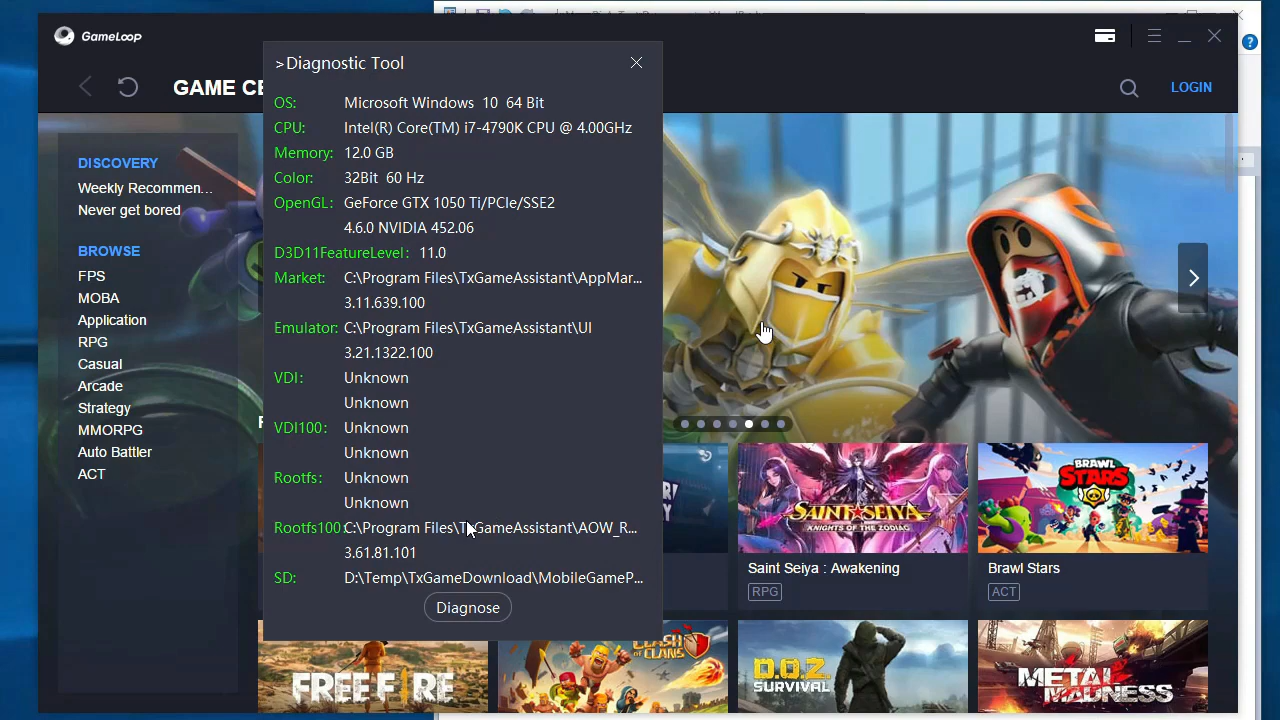 GameLoop
GAME CE
LOGIN
DISCOVERY
Weekly Recommen...
Never get bored
BROWSE
FPS
MOBA
Application
RPG
Casual
Arcade
Strategy
MMORPG
Auto Battler
ACT
>Diagnostic Tool
OS: Microsoft Windows 10 64 Bit
CPU: Intel(R) Core(TM) i7-4790K CPU @ 4.00GHz
Memory: 12.0 GB
Color: 32Bit 60 Hz
OpenGL: GeForce GTX 1050 Ti/PCIe/SSE2
4.6.0 NVIDIA 452.06
D3D11FeatureLevel: 11.0
Market: C:\Program Files\TxGameAssistant\AppMar...
3.11.639.100
Emulator: C:\Program Files\TxGameAssistant\UI
3.21.1322.100
VDI: Unknown
Unknown
VDI100: Unknown
Unknown
Rootfs: Unknown
Unknown
Rootfs100: C:\Program Files\TxGameAssistant\AOW_R...
3.61.81.101
SD: D:\Temp\TxGameDownload\MobileGameP...
Diagnose
SAINT SEIYA
KNIGHTS OF THE ZODIAC
Saint Seiya : Awakening
RPG
BRAWL
STARS
Brawl Stars
ACT
FREE FIRE
CLASH
OF CLANS
D.O.Z.
SURVIVAL
METAL
MADNESS